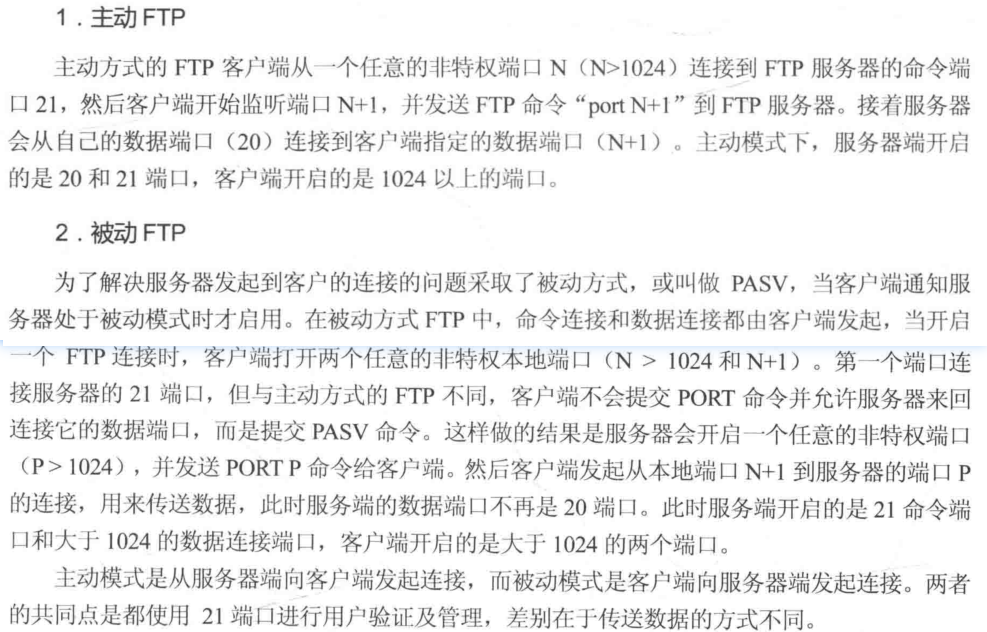 1．主动 FTP
主动方式的 FTP 客户端从一个任意的非特权端口 N（N>1024）连接到 FTP 服务器的命令端
口 21，然后客户端开始监听端口 N+1，并发送 FTP 命令“port N+1”到 FTP 服务器。接着服务器
会从自己的数据端口（20）连接到客户端指定的数据端口（N+1）。主动模式下，服务器端开启
的是 20 和 21 端口，客户端开启的是 1024 以上的端口。
2．被动 FTP
为了解决服务器发起到客户的连接的问题采取了被动方式，或叫做 PASV，当客户端通知服
务器处于被动模式时才启用。在被动方式 FTP 中，命令连接和数据连接都由客户端发起，当开启
一个 FTP 连接时，客户端打开两个任意的非特权本地端口（N > 1024 和 N+1）。第一个端口连
接服务器的 21 端口，但与主动方式的 FTP 不同，客户端不会提交 PORT 命令并允许服务器来回
连接它的数据端口，而是提交 PASV 命令。这样做的结果是服务器会开启一个任意的非特权端口
（P > 1024），并发送 PORT P 命令给客户端。然后客户端发起从本地端口 N+1 到服务器的端口 P
的连接，用来传送数据，此时服务端的数据端口不再是 20 端口。此时服务端开启的是 21 命令端
口和大于 1024 的数据连接端口，客户端开启的是大于 1024 的两个端口。
主动模式是从服务器端向客户端发起连接，而被动模式是客户端向服务器端发起连接。两者
的共同点是都使用 21 端口进行用户验证及管理，差别在于传送数据的方式不同。